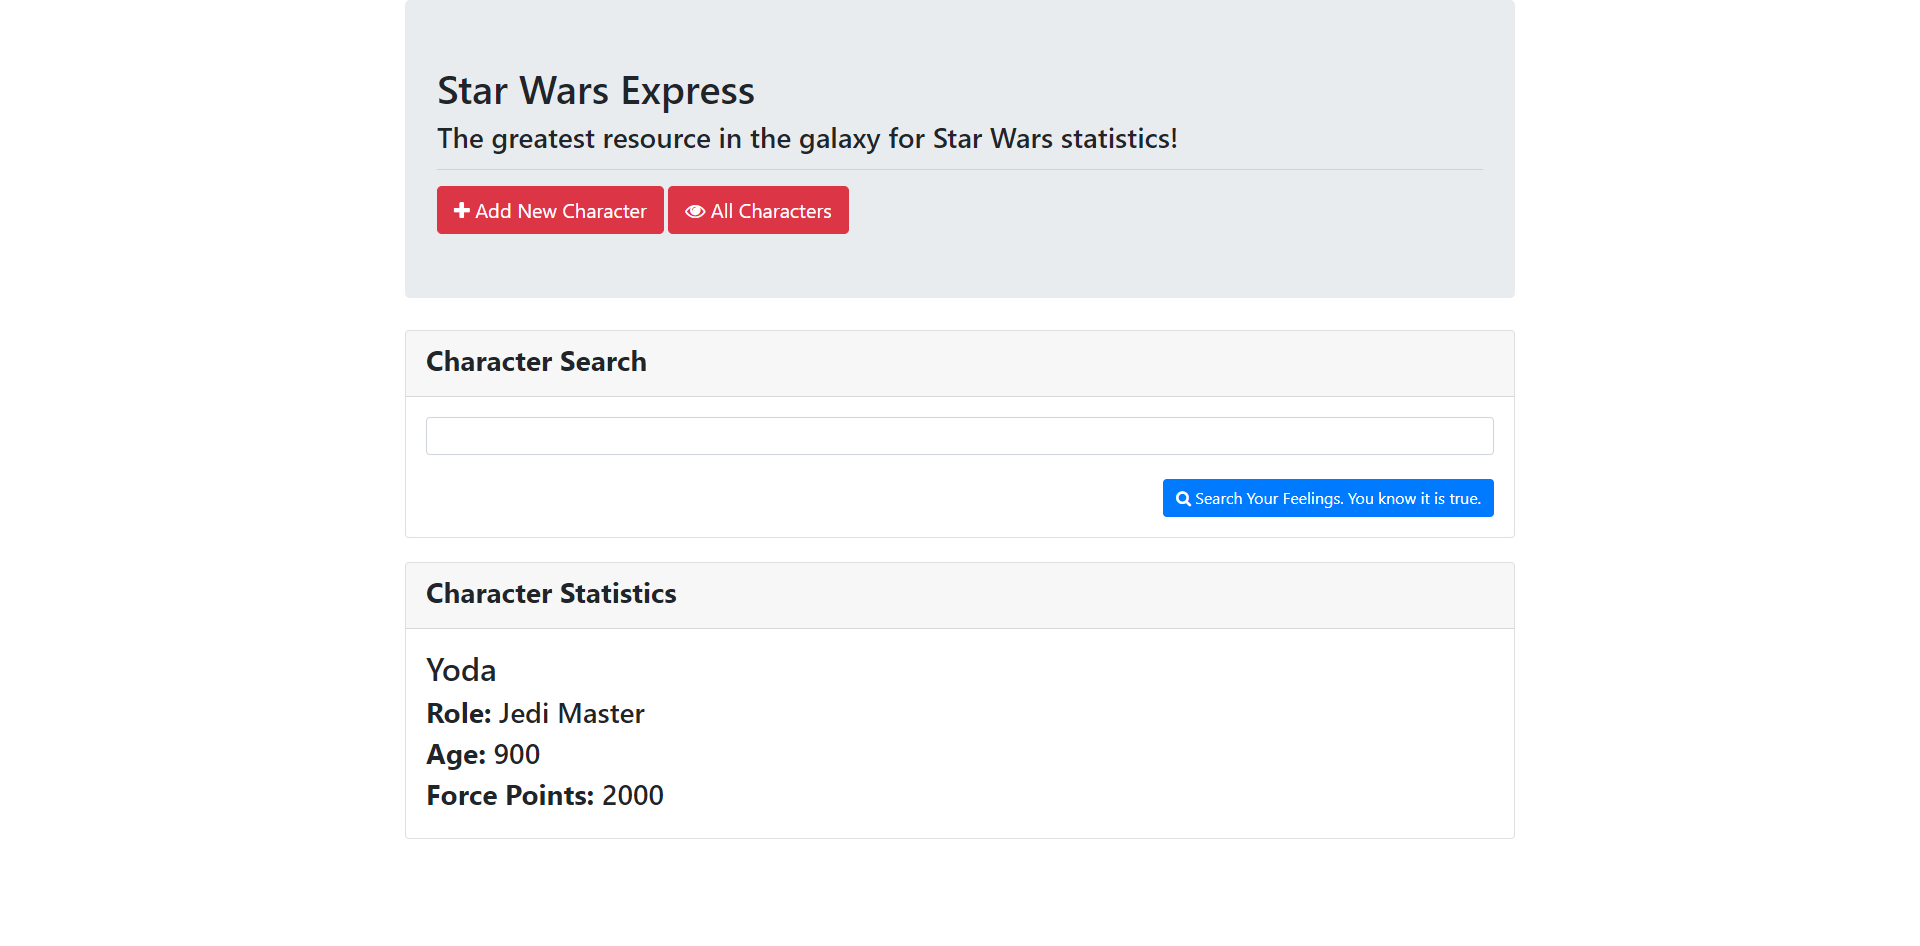 Star Wars Express
The greatest resource in the galaxy for Star Wars statistics!
Add New Character All Characters
Character Search
Search Your Feelings. You know it is true.
Character Statistics
Yoda
Role: Jedi Master
Age: 900
Force Points: 2000